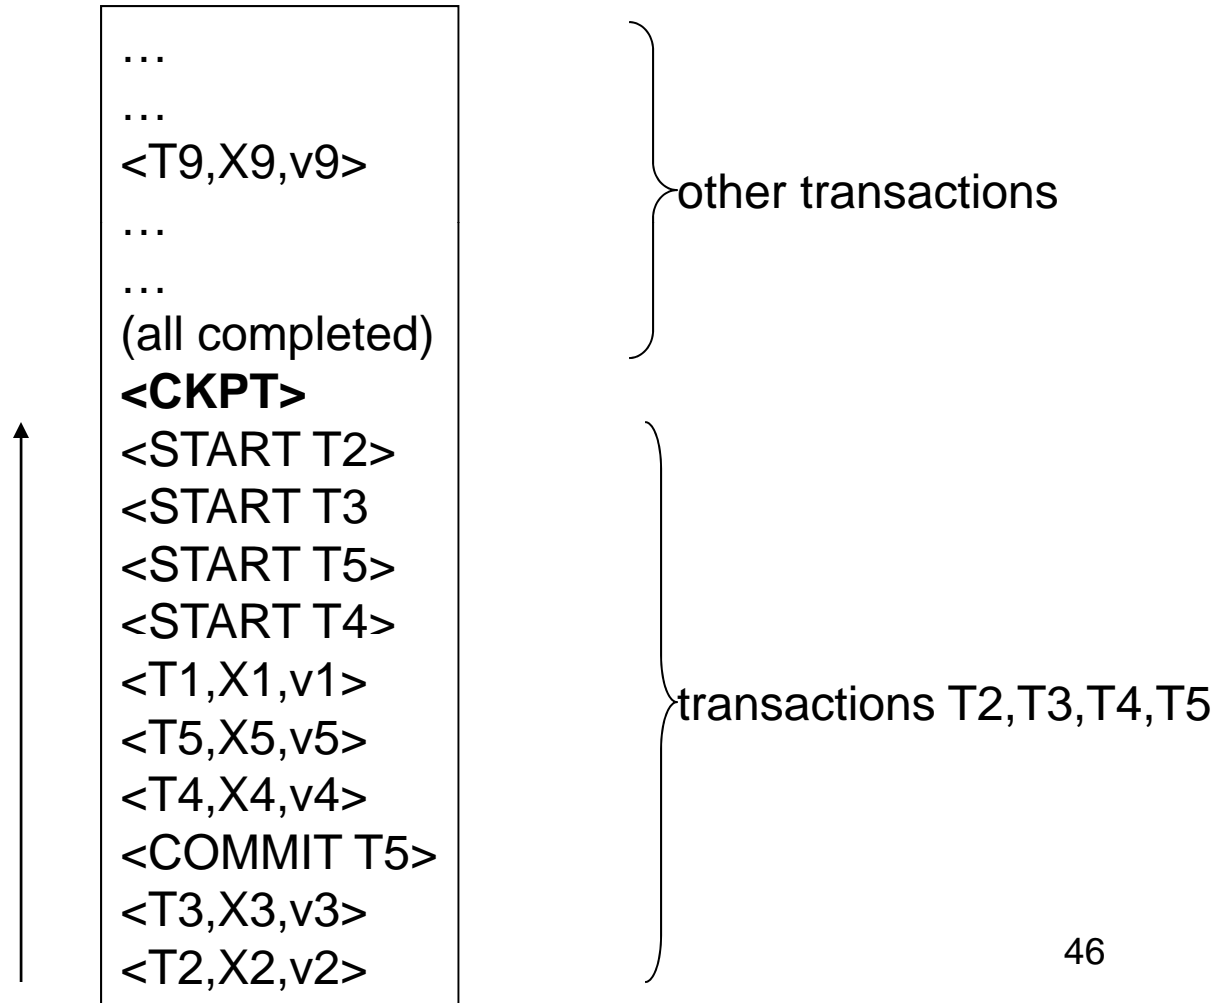 …
…
<T9,X9,v9>
other transactions
…
…
(all completed)
<CKPT>
<START T2>
<START T3
<START T5>
<START T4>
<T1,X1,v1>
transactions T2,T3,T4,T5
<T5,X5,v5>
<T4,X4,v4>
<COMMIT T5>
<T3,X3,v3>
<T2,X2,v2>
46